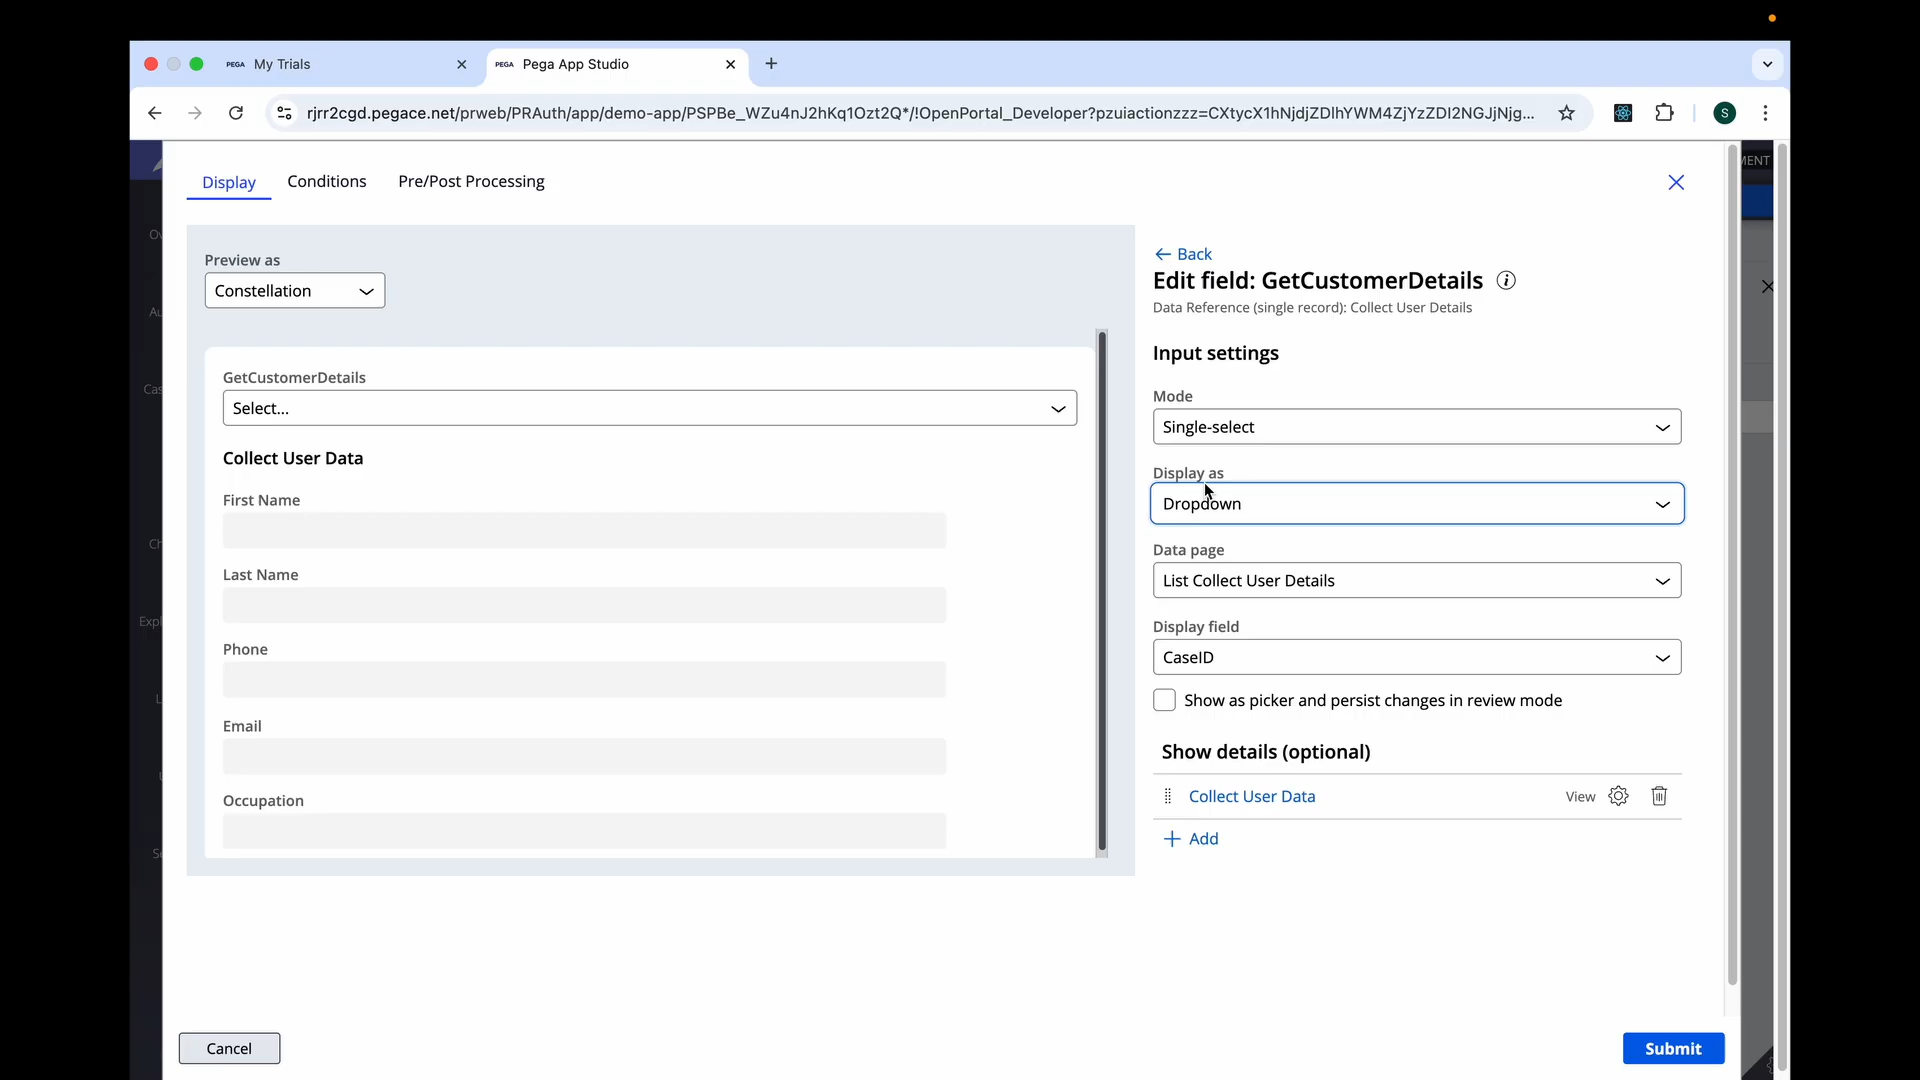 PEGA My Trials
PEGA Pega App Studio
rjrr2cgd.pegace.net/prweb/PRAuth/app/demo-app/PSPBe_WZu4nJ2hKq1Ozt2Q*/!OpenPortal_Developer?pzuiactionzzz=CXtycX1hNjdjZDlhYWM4ZjYzZDI2NGJjNjg...
S
MENT
Display Conditions Pre/Post Processing
Preview as
Constellation
GetCustomerDetails
Select...
Collect User Data
First Name
Last Name
Phone
Email
Occupation
Back
Edit field: GetCustomerDetails
Data Reference (single record): Collect User Details
Input settings
Mode
Single-select
Display as
Dropdown
Data page
List Collect User Details
Display field
CaseID
Show as picker and persist changes in review mode
Show details (optional)
Collect User Data View
Add
Cancel Submit